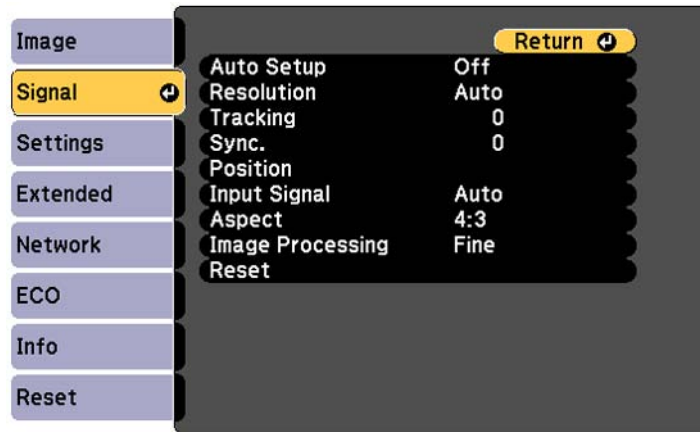 Image
Signal
Settings
Extended
Network
ECO
Info
Reset
Return
Auto Setup Off
Resolution Auto
Tracking 0
Sync. 0
Position
Input Signal Auto
Aspect 4:3
Image Processing Fine
Reset